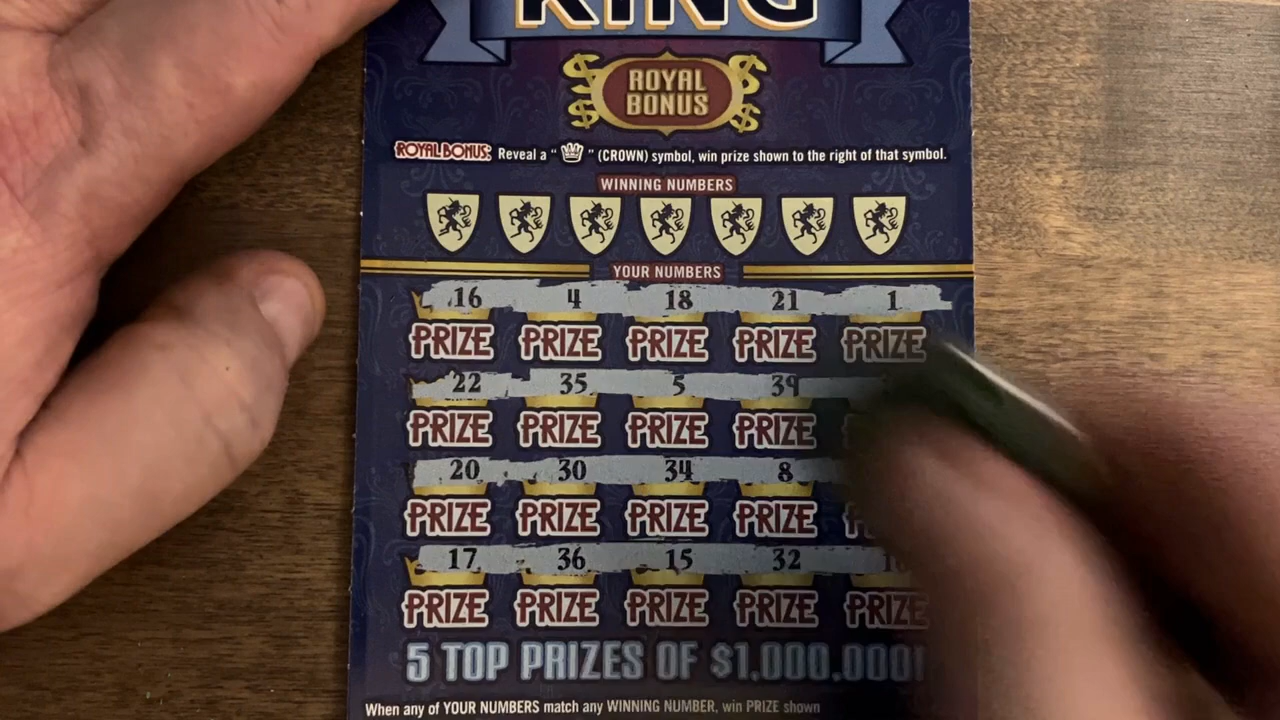 KING
ROYAL
BONUS
ROYAL BONUS: Reveal a " " (CROWN) symbol, win prize shown to the right of that symbol.
WINNING NUMBERS
YOUR NUMBERS
16 4 18 21 1
PRIZE PRIZE PRIZE PRIZE PRIZE
22 35 5 39
PRIZE PRIZE PRIZE PRIZE
20 30 34 8
PRIZE PRIZE PRIZE PRIZE
17 36 15 32
PRIZE PRIZE PRIZE PRIZE PRIZE
5 TOP PRIZES OF $1,000,000!
When any of YOUR NUMBERS match any WINNING NUMBER, win PRIZE shown